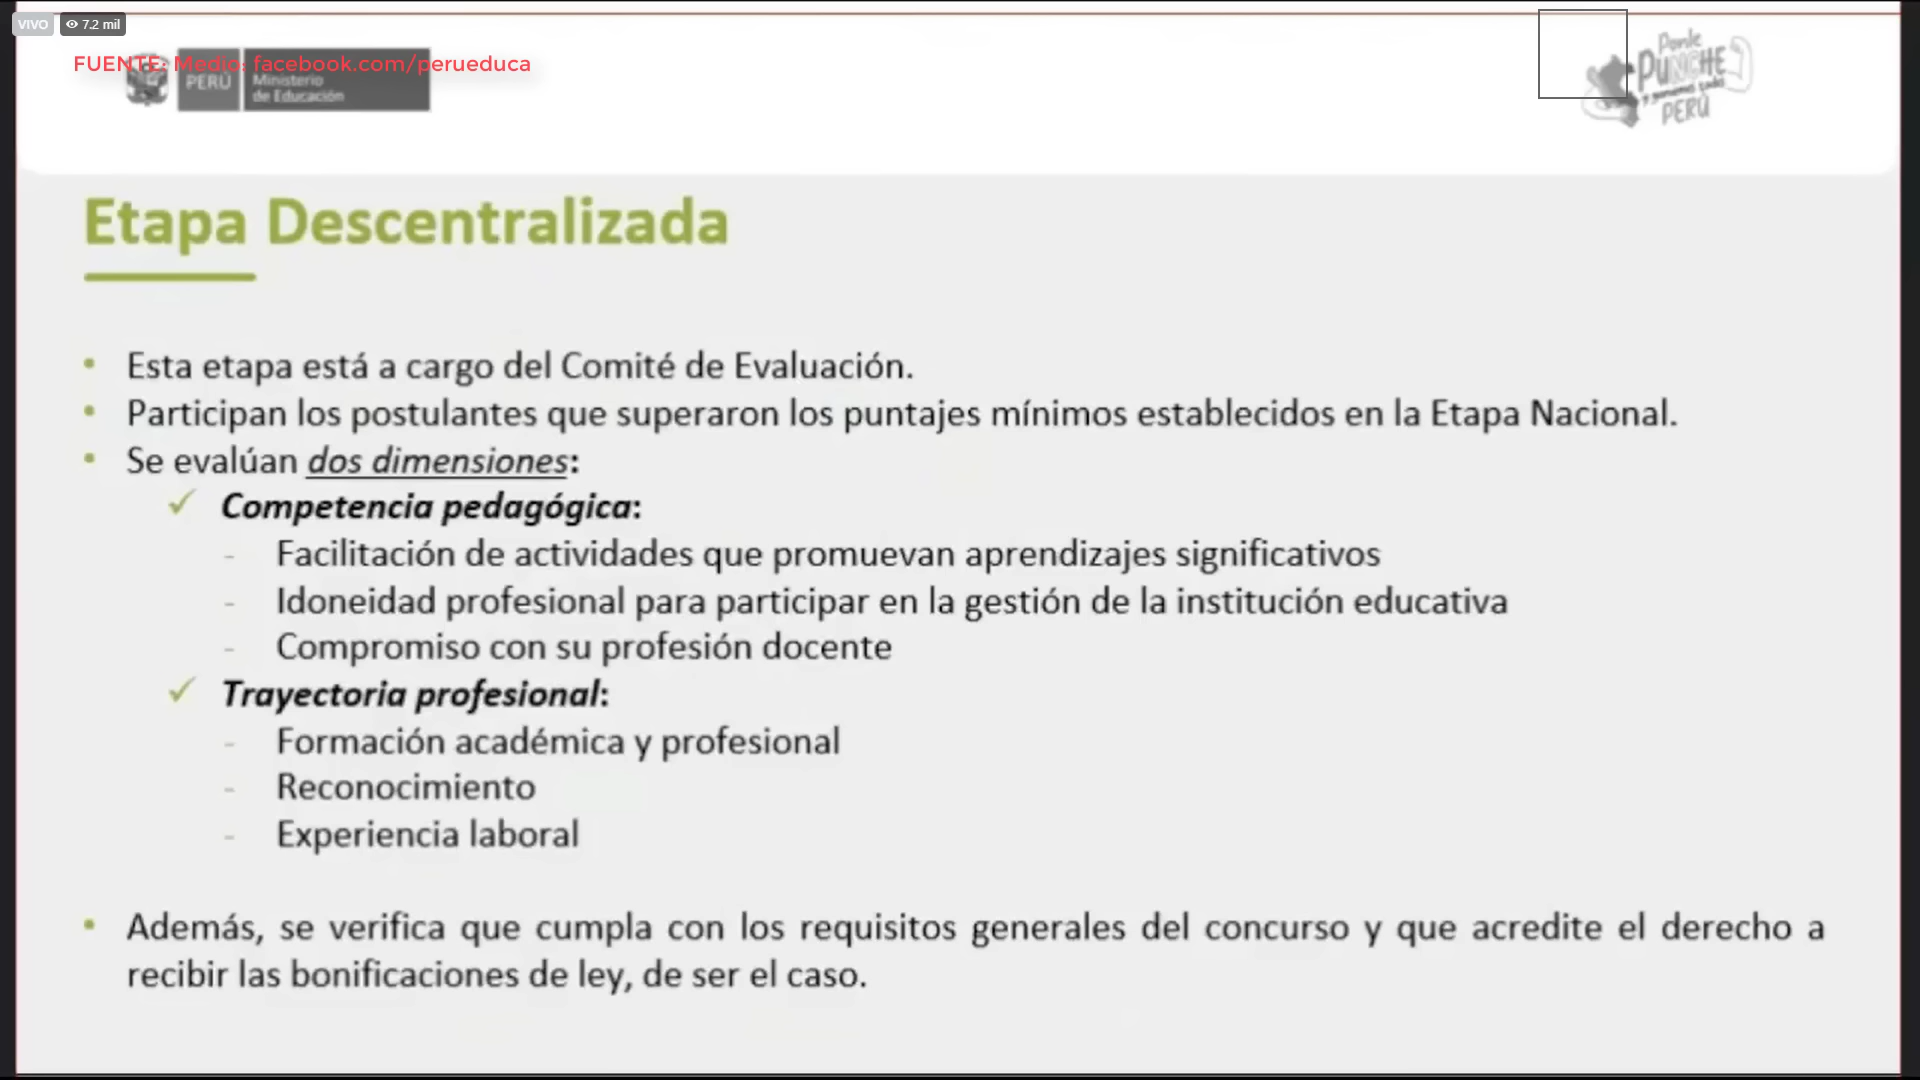 VIVO 7.2 mil
FUENTE: Medio: facebook.com/perueduca
PERÚ Ministerio
de Educación
Ponle
PUNCHE
PERÚ
Etapa Descentralizada
• Esta etapa está a cargo del Comité de Evaluación.
• Participan los postulantes que superaron los puntajes mínimos establecidos en la Etapa Nacional.
• Se evalúan dos dimensiones:
✓ Competencia pedagógica:
- Facilitación de actividades que promuevan aprendizajes significativos
- Idoneidad profesional para participar en la gestión de la institución educativa
- Compromiso con su profesión docente
✓ Trayectoria profesional:
- Formación académica y profesional
- Reconocimiento
- Experiencia laboral
• Además, se verifica que cumpla con los requisitos generales del concurso y que acredite el derecho a
recibir las bonificaciones de ley, de ser el caso.